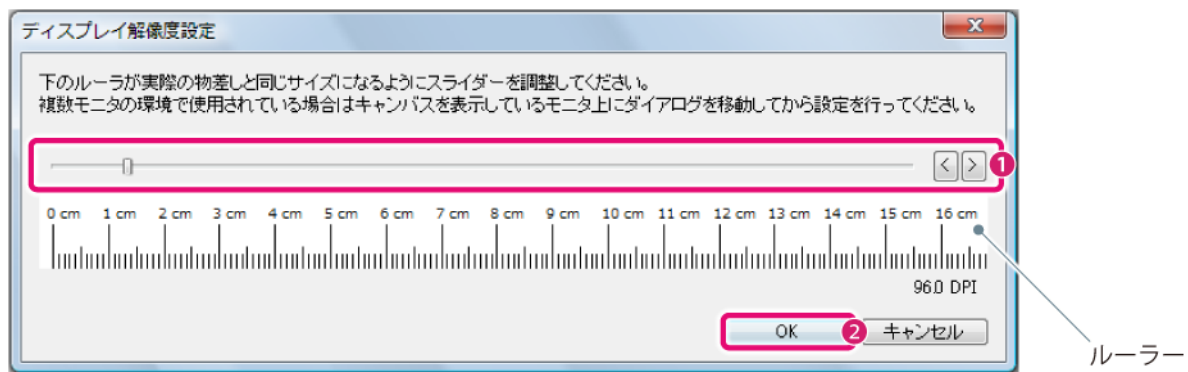 ディスプレイ解像度設定
下のルーラが実際の物差しと同じサイズになるようにスライダーを調整してください。
複数モニタの環境で使用されている場合はキャンバスを表示しているモニタ上にダイアログを移動してから設定を行ってください。
< > 1
0 cm 1 cm 2 cm 3 cm 4 cm 5 cm 6 cm 7 cm 8 cm 9 cm 10 cm 11 cm 12 cm 13 cm 14 cm 15 cm 16 cm
96.0 DPI
OK 2 キャンセル
ルーラー